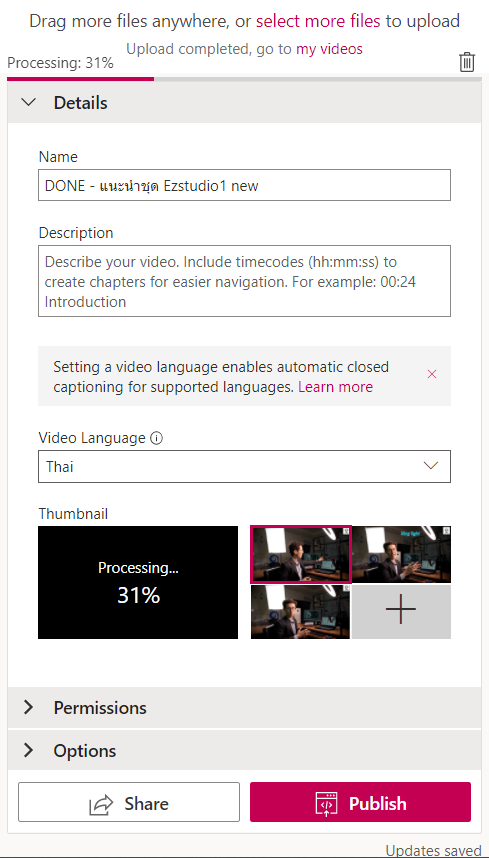 Drag more files anywhere, or select more files to upload
Upload completed, go to my videos
Processing: 31%
Details
Name
DONE - แนะนำชุด Ezstudio1 new
Description
Describe your video. Include timecodes (hh:mm:ss) to
create chapters for easier navigation. For example: 00:24
Introduction
Setting a video language enables automatic closed
captioning for supported languages. Learn more
Video Language
Thai
Thumbnail
Processing...
31%
Ring light
Permissions
Options
Share
Publish
Updates saved